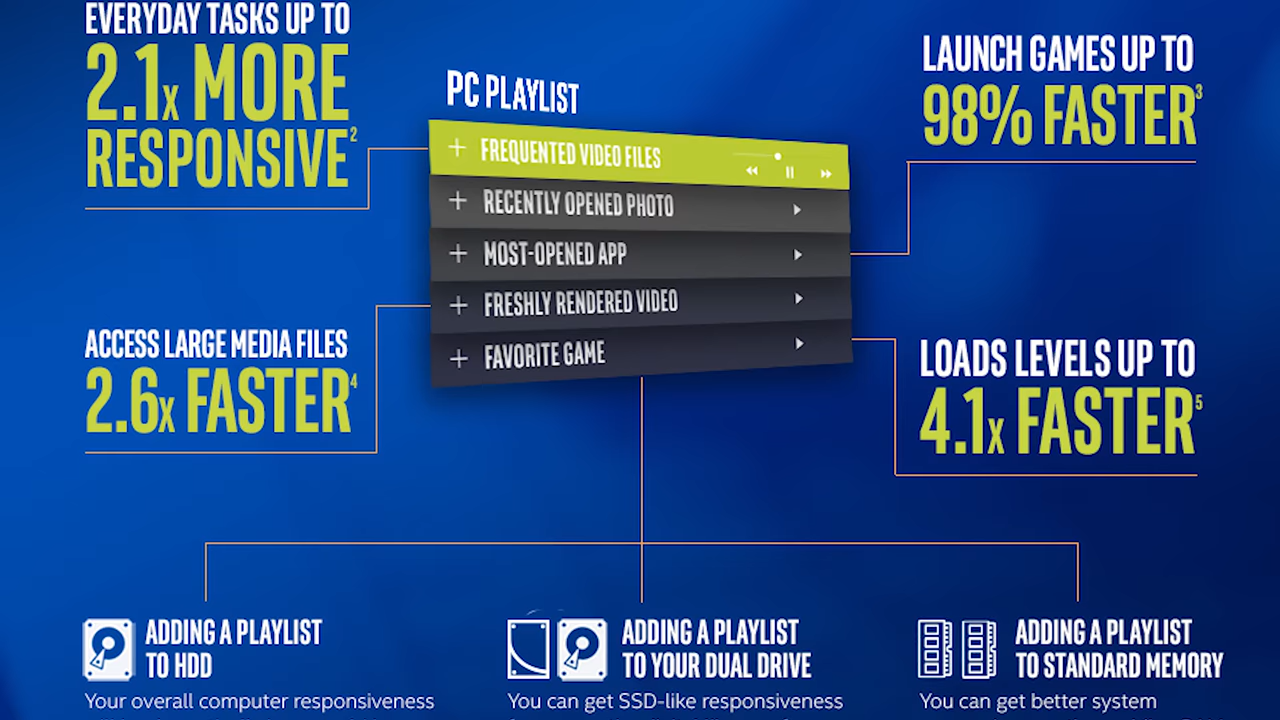 EVERYDAY TASKS UP TO
2.1x MORE
RESPONSIVE2
PC PLAYLIST
+ FREQUENTED VIDEO FILES
+ RECENTLY OPENED PHOTO
+ MOST-OPENED APP
+ FRESHLY RENDERED VIDEO
+ FAVORITE GAME
LAUNCH GAMES UP TO
98% FASTER3
ACCESS LARGE MEDIA FILES
2.6x FASTER4
LOADS LEVELS UP TO
4.1x FASTER5
ADDING A PLAYLIST
TO HDD
Your overall computer responsiveness
ADDING A PLAYLIST
TO YOUR DUAL DRIVE
You can get SSD-like responsiveness
ADDING A PLAYLIST
TO STANDARD MEMORY
You can get better system